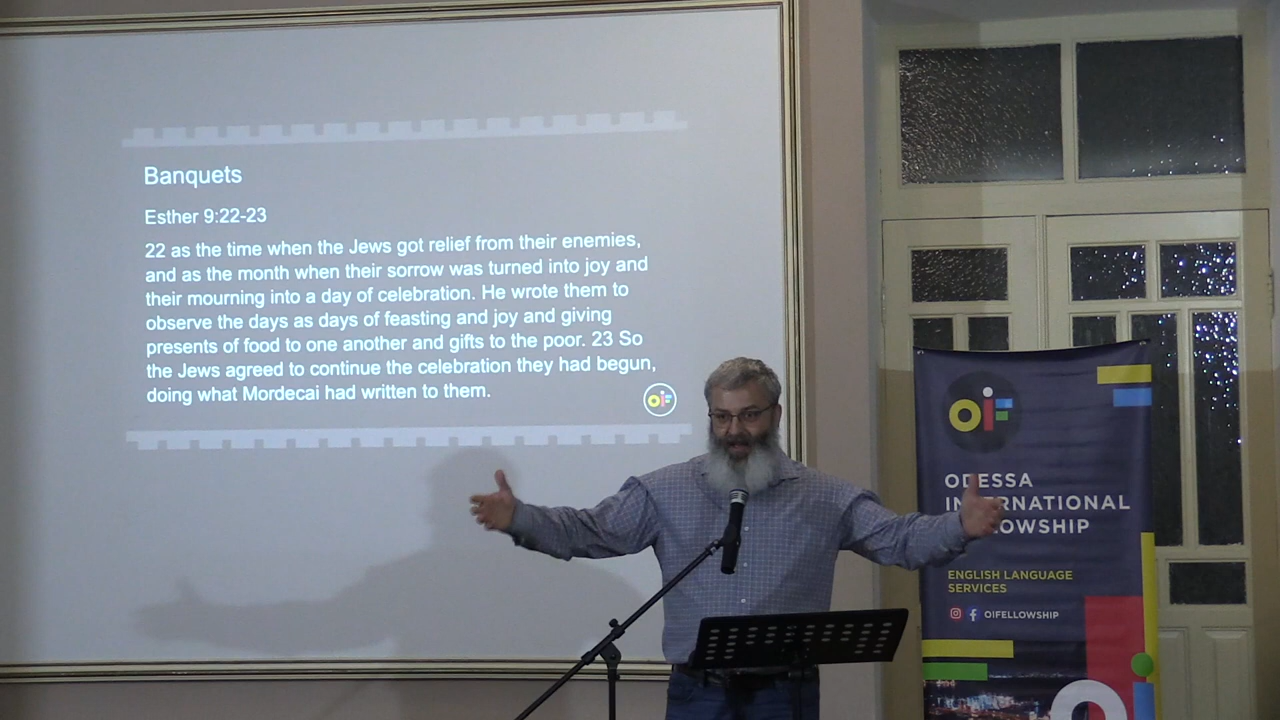 Banquets
Esther 9:22-23
22 as the time when the Jews got relief from their enemies,
and as the month when their sorrow was turned into joy and
their mourning into a day of celebration. He wrote them to
observe the days as days of feasting and joy and giving
presents of food to one another and gifts to the poor. 23 So
the Jews agreed to continue the celebration they had begun,
doing what Mordecai had written to them.
OIF
OIF
ODESSA
INTERNATIONAL
FELLOWSHIP
ENGLISH LANGUAGE
SERVICES
OIFELLOWSHIP
Oi